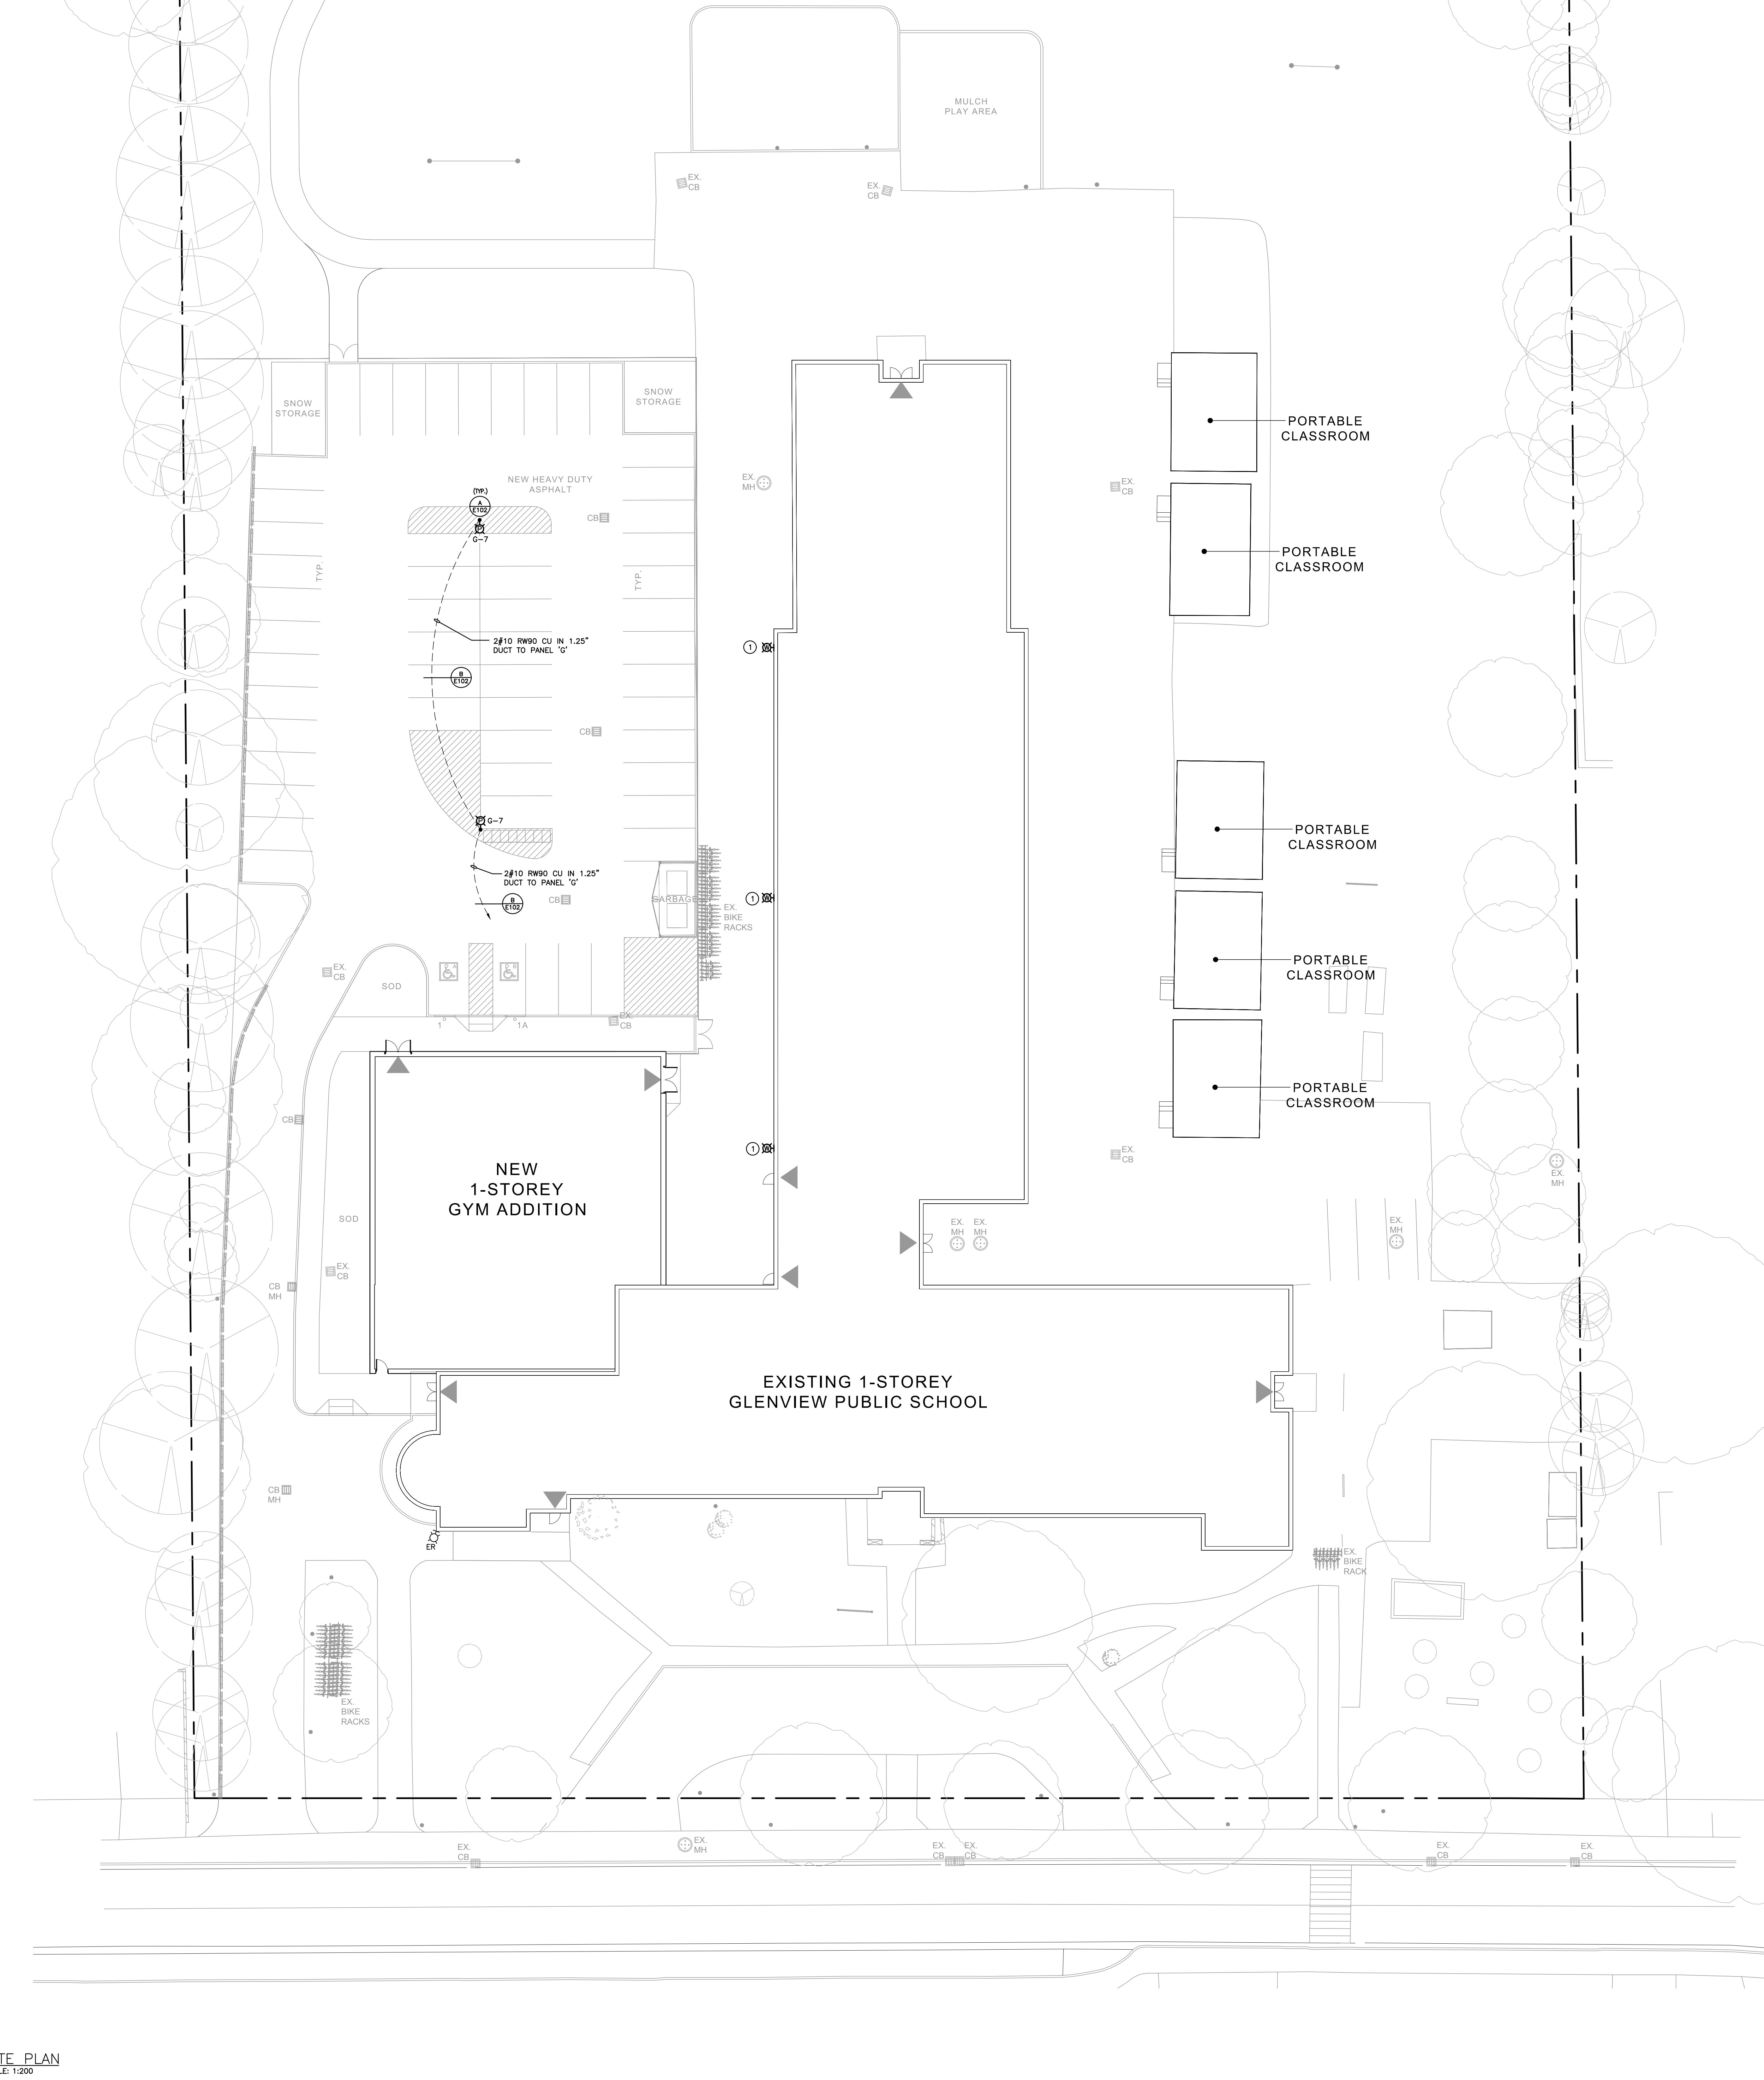 MULCH
PLAY AREA
EX.
CB
EX.
CB
SNOW
STORAGE
SNOW
STORAGE
PORTABLE
CLASSROOM
NEW HEAVY DUTY
ASPHALT
EX.
MH
EX.
CB
(TYP.)
A
E102
G-7
CB
PORTABLE
CLASSROOM
TYP.
TYP.
2#10 RW90 CU IN 1.25"
DUCT TO PANEL 'G'
1
B
E102
CB
G-7
PORTABLE
CLASSROOM
2#10 RW90 CU IN 1.25"
DUCT TO PANEL 'G'
B
E102
CB
GARBAGE
EX.
BIKE
RACKS
1
PORTABLE
CLASSROOM
EX.
CB
SOD
1
1A
EX.
CB
PORTABLE
CLASSROOM
CB
1
EX.
CB
EX.
MH
NEW
1-STOREY
GYM ADDITION
SOD
EX.
MH
EX.
MH
EX.
MH
EX.
CB
CB
MH
EXISTING 1-STOREY
GLENVIEW PUBLIC SCHOOL
CB
MH
ER
EX.
BIKE
RACK
EX.
BIKE
RACKS
EX.
CB
EX.
MH
EX.
CB
EX.
CB
EX.
CB
EX.
CB
TE PLAN
LE: 1:200